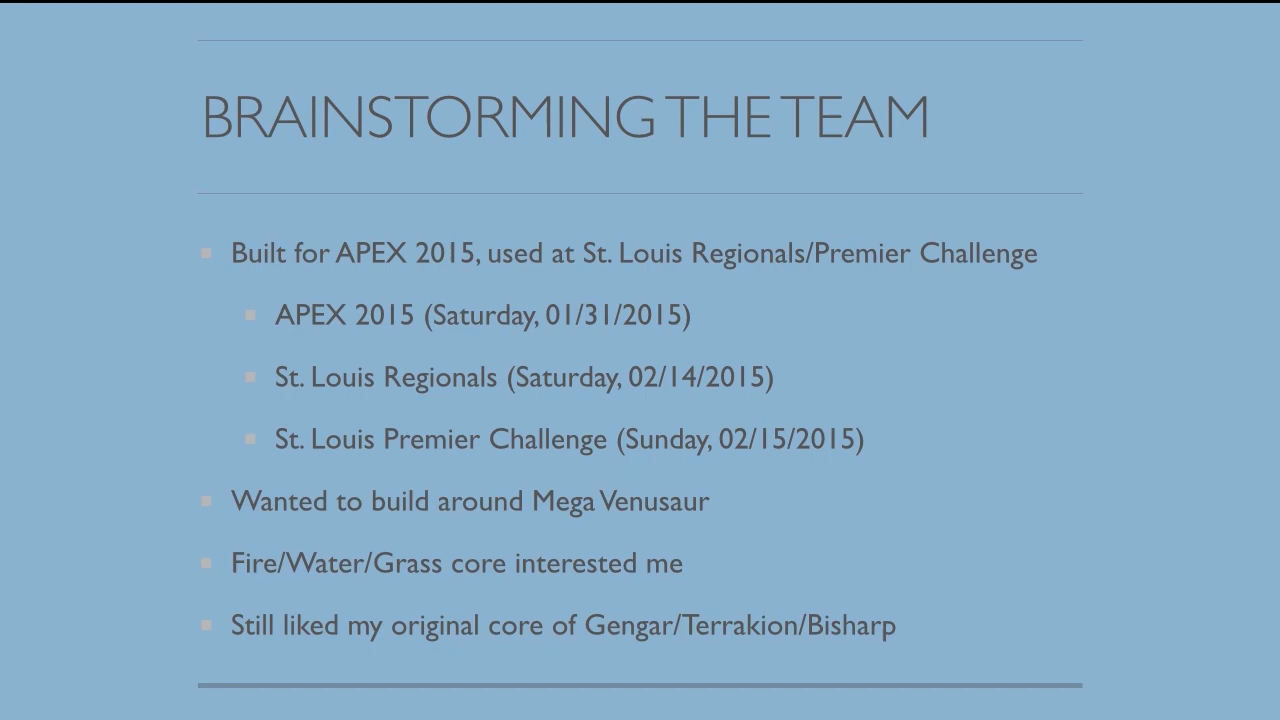 BRAINSTORMING THE TEAM
Built for APEX 2015, used at St. Louis Regionals/Premier Challenge
APEX 2015 (Saturday, 01/31/2015)
St. Louis Regionals (Saturday, 02/14/2015)
St. Louis Premier Challenge (Sunday, 02/15/2015)
Wanted to build around Mega Venusaur
Fire/Water/Grass core interested me
Still liked my original core of Gengar/Terrakion/Bisharp